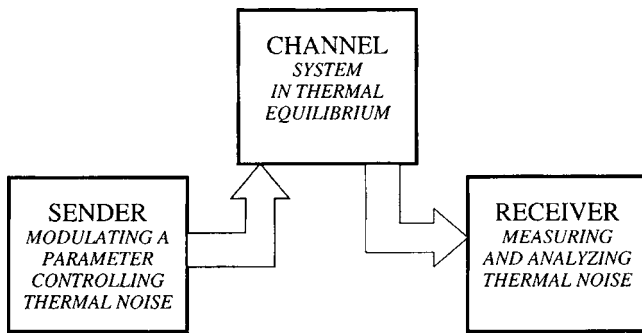 CHANNEL
SYSTEM
IN THERMAL
EQUILIBRIUM
SENDER
MODULATING A
PARAMETER
CONTROLLING
THERMAL NOISE
RECEIVER
MEASURING
AND ANALYZING
THERMAL NOISE